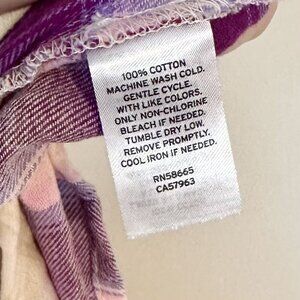 100% COTTON
MACHINE WASH COLD.
GENTLE CYCLE.
WITH LIKE COLORS.
ONLY NON-CHLORINE
BLEACH IF NEEDED.
TUMBLE DRY LOW.
REMOVE PROMPTLY.
COOL IRON IF NEEDED.
RN58665
CA57963